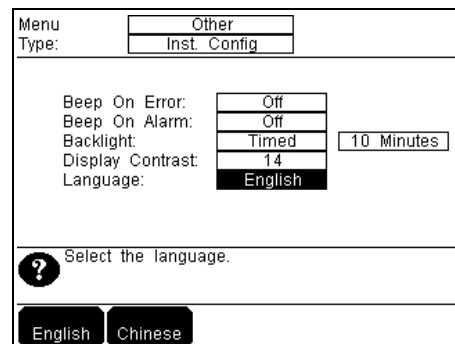 Menu Other
Type: Inst. Config
Beep On Error: Off
Beep On Alarm: Off
Backlight: Timed 10 Minutes
Display Contrast: 14
Language: English
? Select the language.
English Chinese